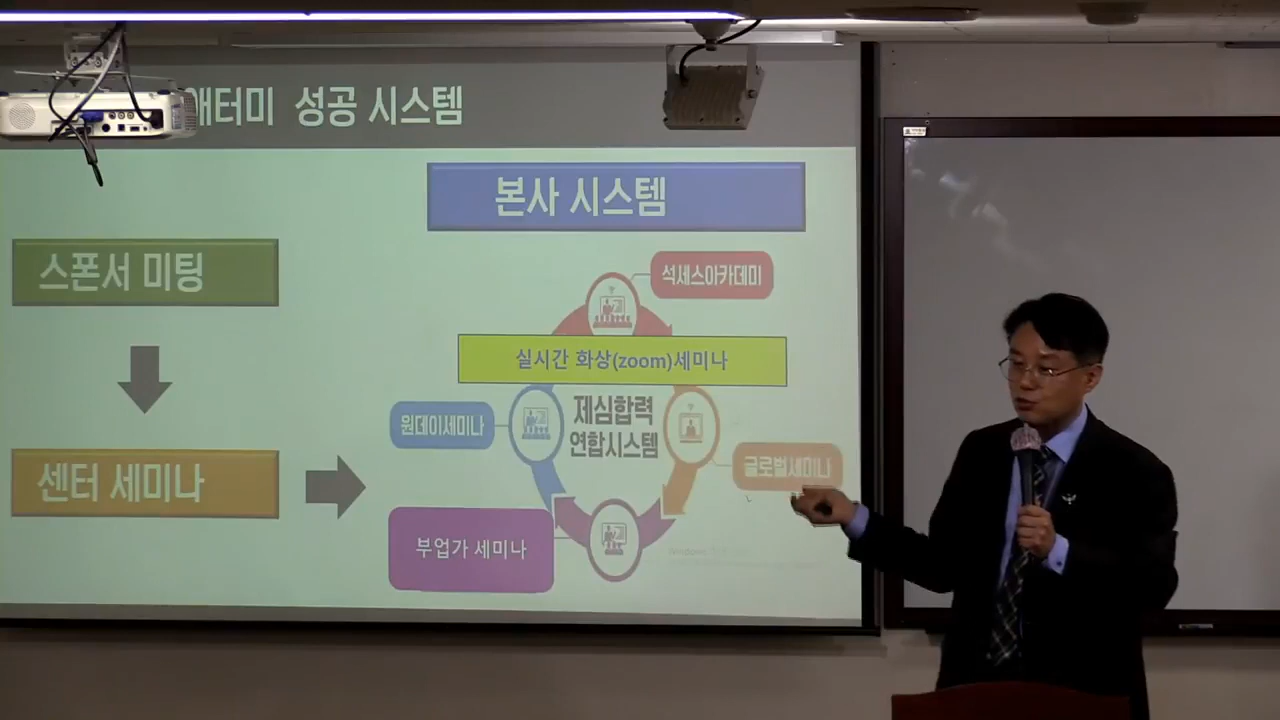 애터미 성공 시스템
본사 시스템
스폰서 미팅
석세스아카데미
실시간 화상(zoom)세미나
원데이세미나
제심합력
연합시스템
글로벌세미나
센터 세미나
부업가 세미나
Windows